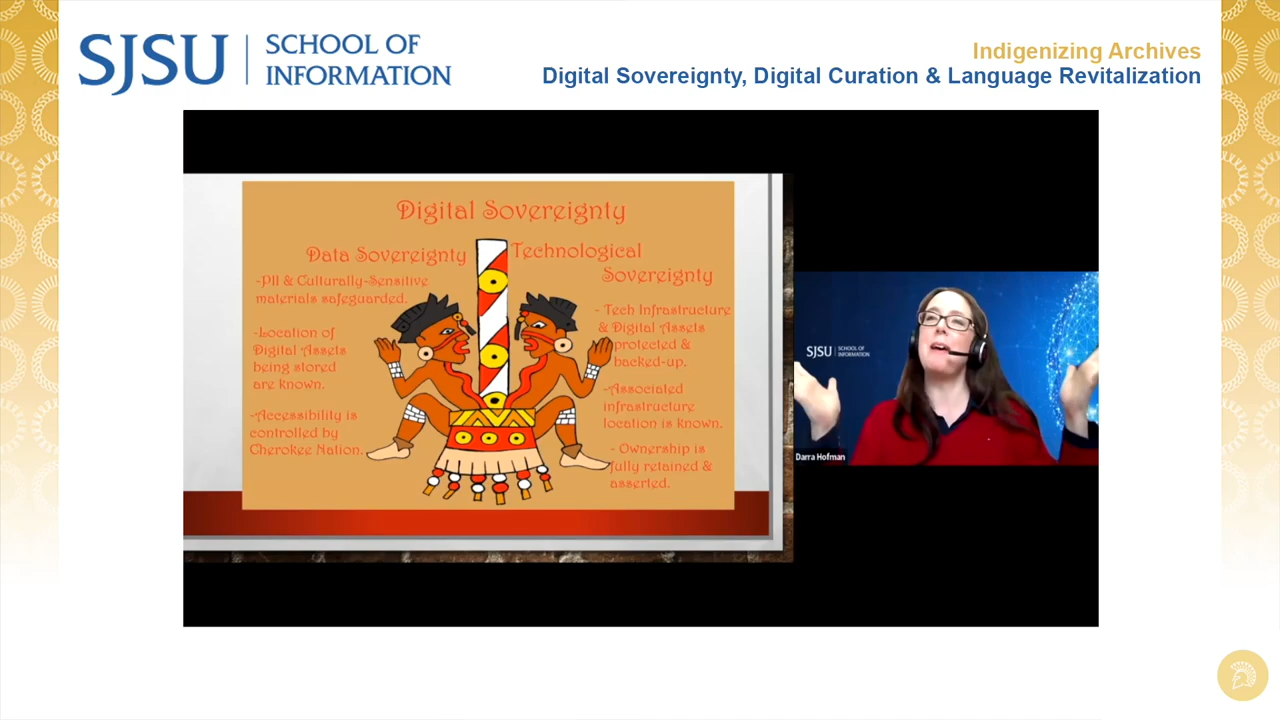 SJSU
SCHOOL OF
INFORMATION
Indigenizing Archives
Digital Sovereignty, Digital Curation & Language Revitalization
Digital Sovereignty
Data Sovereignty
-PII & Culturally-Sensitive
materials safeguarded.
-Location of
Digital Assets
being stored
are known.
-Accessibility is
controlled by
Cherokee Nation.
Technological
Sovereignty
- Tech Infrastructure
& Digital Assets
protected &
backed-up.
-Associated
infrastructure
location is known.
- Ownership is
fully retained &
asserted.
SJSU
SCHOOL OF
INFORMATION
Darra Hofman